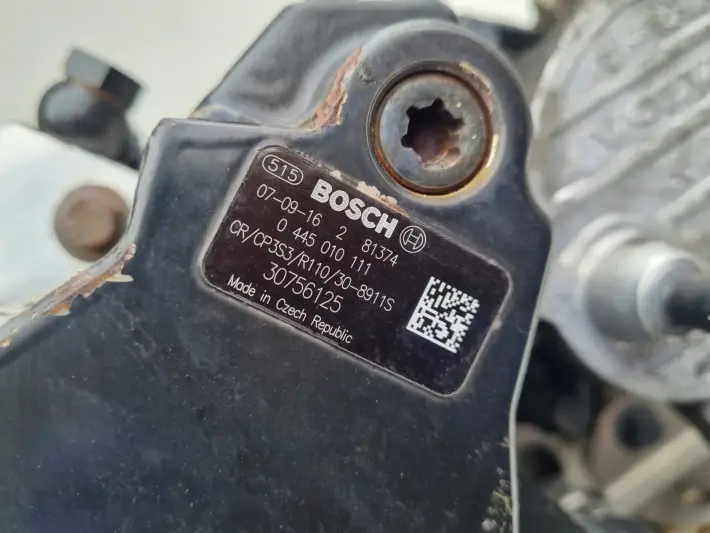 515 BOSCH
07-09-16 2 81374
0 445 010 111
CR/CP3S3/R110/30-8911S
30756125
Made in Czech Republic